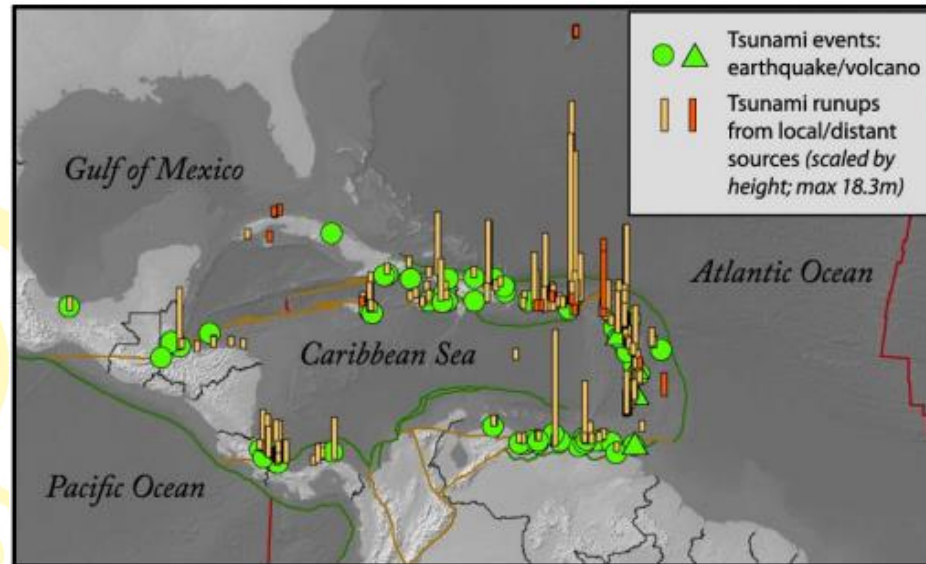 Tsunami events:
earthquake/volcano
Tsunami runups
from local/distant
sources (scaled by
height; max 18.3m)
Gulf of Mexico
Atlantic Ocean
Caribbean Sea
Pacific Ocean